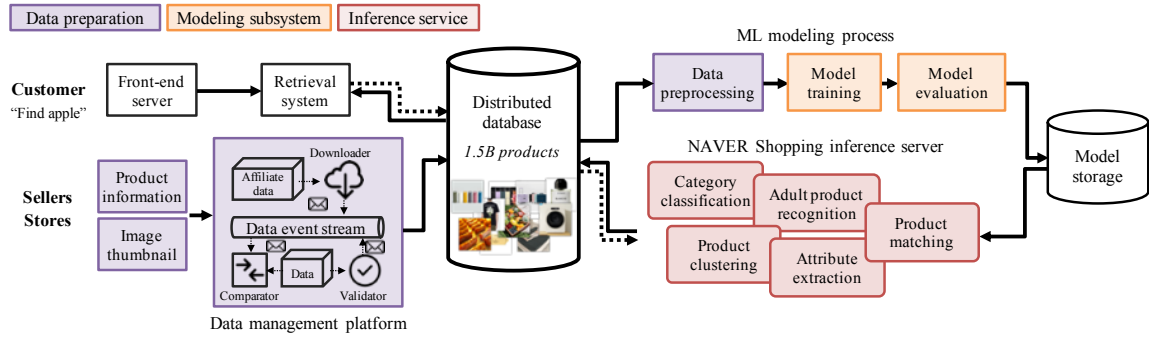 Data preparation
Modeling subsystem
Inference service
Customer
“Find apple”
Front-end
server
Retrieval
system
Sellers
Stores
Product
information
Image
thumbnail
Affiliate
data
Downloader
Data event stream
Data
Comparator
Validator
Data management platform
Distributed
database
1.5B products
ML modeling process
Data
preprocessing
Model
training
Model
evaluation
Model
storage
NAVER Shopping inference server
Category
classification
Adult product
recognition
Product
matching
Product
clustering
Attribute
extraction